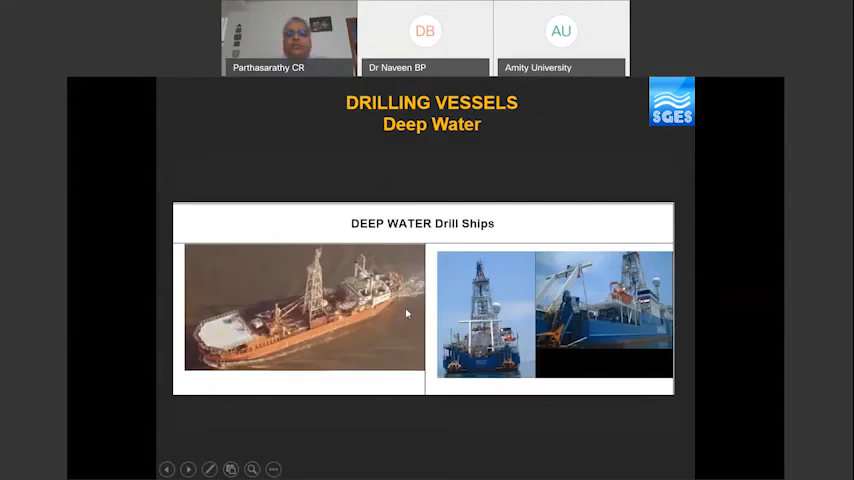 DB
AU
Parthasarathy CR
Dr Naveen BP
Amity University
DRILLING VESSELS
Deep Water
SGES
DEEP WATER Drill Ships